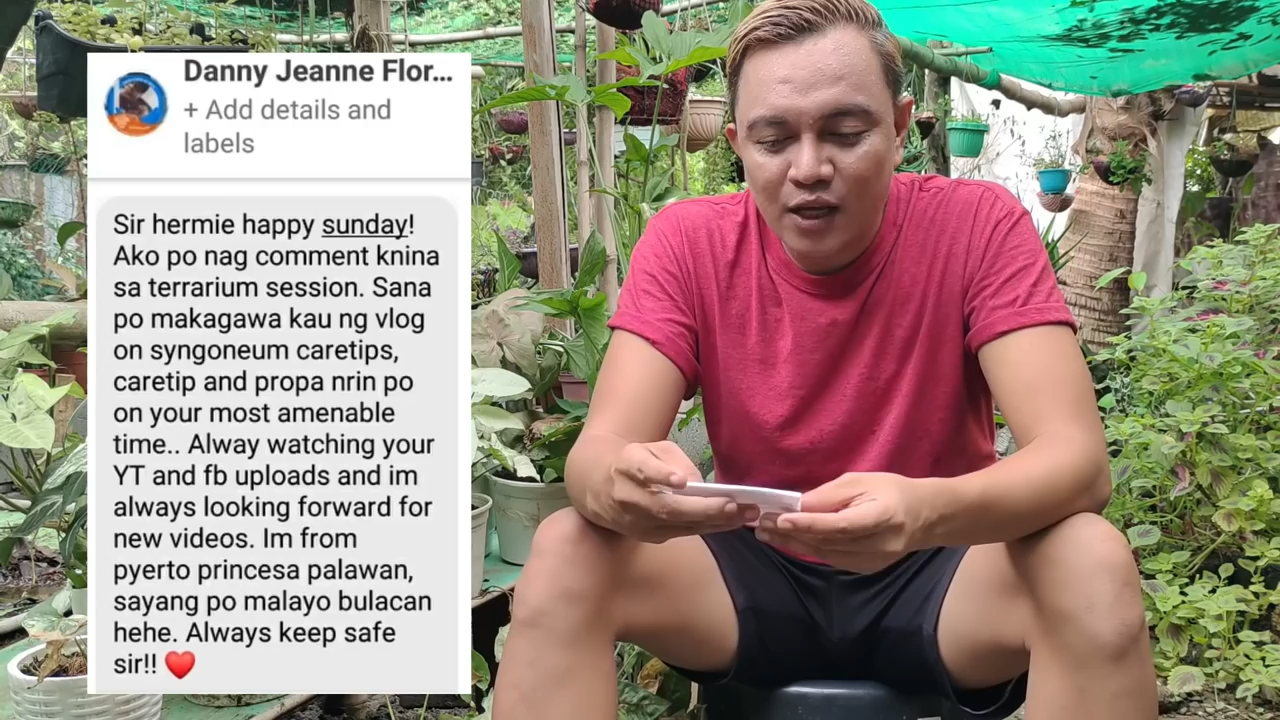 Danny Jeanne Flor...
+ Add details and
labels
Sir hermie happy sunday!
Ako po nag comment knina
sa terrarium session. Sana
po makagawa kau ng vlog
on syngoneum caretips,
caretip and propa nrin po
on your most amenable
time.. Alway watching your
YT and fb uploads and im
always looking forward for
new videos. Im from
pyerto princesa palawan,
sayang po malayo bulacan
hehe. Always keep safe
sir!! ❤️